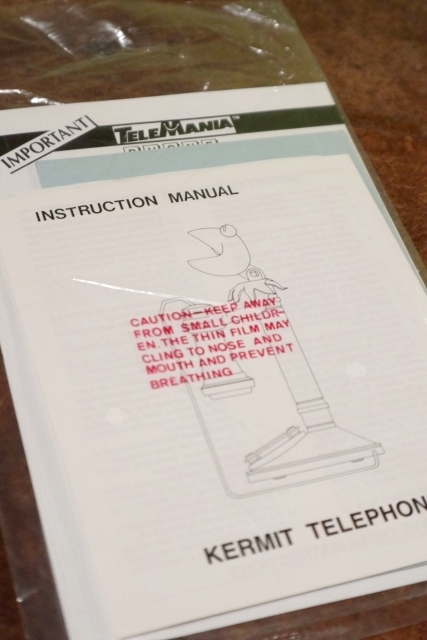 IMPORTANT
TELEMANIA™
INSTRUCTION MANUAL
CAUTION—KEEP AWAY
FROM SMALL CHILDR-
EN. THE THIN FILM MAY
CLING TO NOSE AND
MOUTH AND PREVENT
BREATHING
KERMIT TELEPHON